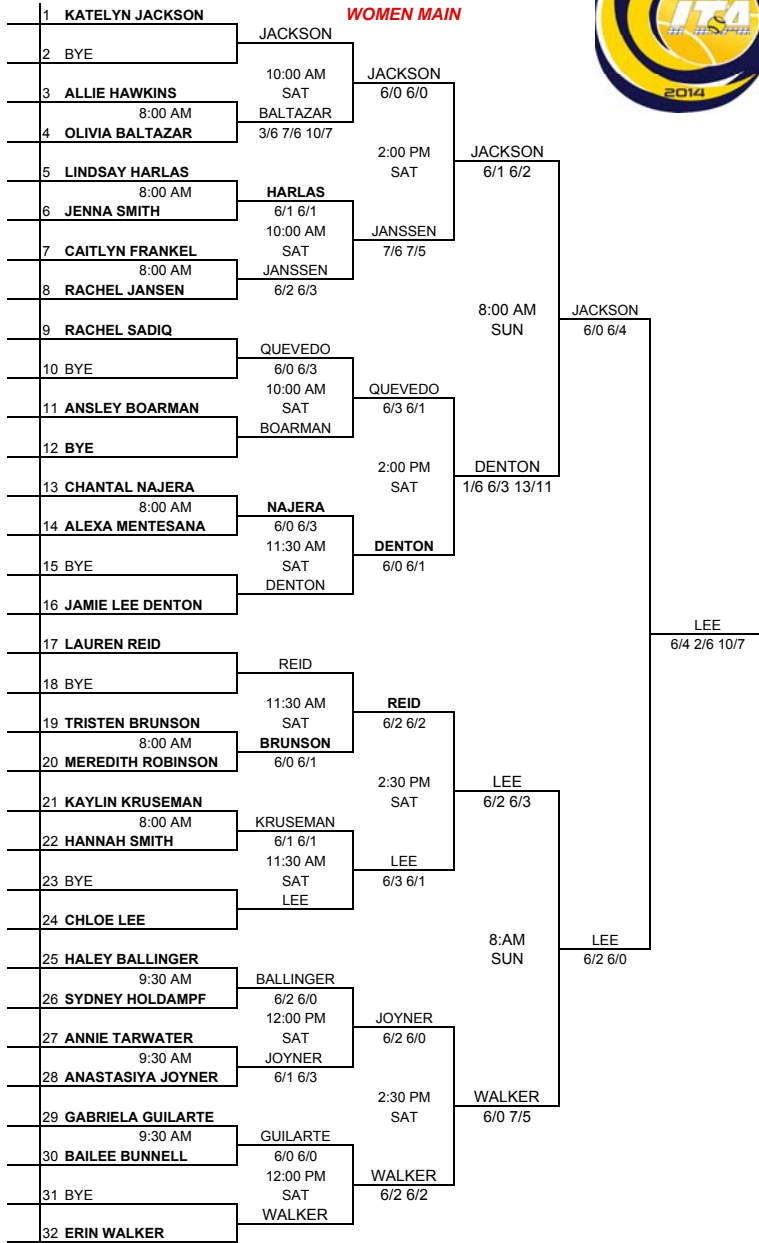 WOMEN MAIN
ITA
2014
1 KATELYN JACKSON
2 BYE
3 ALLIE HAWKINS
8:00 AM
4 OLIVIA BALTAZAR
5 LINDSAY HARLAS
8:00 AM
6 JENNA SMITH
7 CAITLYN FRANKEL
8:00 AM
8 RACHEL JANSEN
9 RACHEL SADIQ
10 BYE
11 ANSLEY BOARMAN
12 BYE
13 CHANTAL NAJERA
8:00 AM
14 ALEXA MENTESANA
15 BYE
16 JAMIE LEE DENTON
17 LAUREN REID
18 BYE
19 TRISTEN BRUNSON
8:00 AM
20 MEREDITH ROBINSON
21 KAYLIN KRUSEMAN
8:00 AM
22 HANNAH SMITH
23 BYE
24 CHLOE LEE
25 HALEY BALLINGER
9:30 AM
26 SYDNEY HOLDAMPF
27 ANNIE TARWATER
9:30 AM
28 ANASTASIYA JOYNER
29 GABRIELA GUILARTE
9:30 AM
30 BAILEE BUNNELL
31 BYE
32 ERIN WALKER
JACKSON
10:00 AM
SAT
BALTAZAR
3/6 7/6 10/7
HARLAS
6/1 6/1
10:00 AM
SAT
JANSSEN
6/2 6/3
QUEVEDO
6/0 6/3
10:00 AM
SAT
BOARMAN
NAJERA
6/0 6/3
11:30 AM
SAT
DENTON
REID
11:30 AM
SAT
BRUNSON
6/0 6/1
KRUSEMAN
6/1 6/1
11:30 AM
SAT
LEE
BALLINGER
6/2 6/0
12:00 PM
SAT
JOYNER
6/1 6/3
GUILARTE
6/0 6/0
12:00 PM
SAT
WALKER
JACKSON
6/0 6/0
2:00 PM
SAT
JANSSEN
7/6 7/5
QUEVEDO
6/3 6/1
2:00 PM
SAT
DENTON
6/0 6/1
REID
6/2 6/2
2:30 PM
SAT
LEE
6/3 6/1
JOYNER
6/2 6/0
2:30 PM
SAT
WALKER
6/2 6/2
JACKSON
6/1 6/2
8:00 AM
SUN
DENTON
1/6 6/3 13/11
LEE
6/2 6/3
8:AM
SUN
WALKER
6/0 7/5
JACKSON
6/0 6/4
LEE
6/2 6/0
LEE
6/4 2/6 10/7